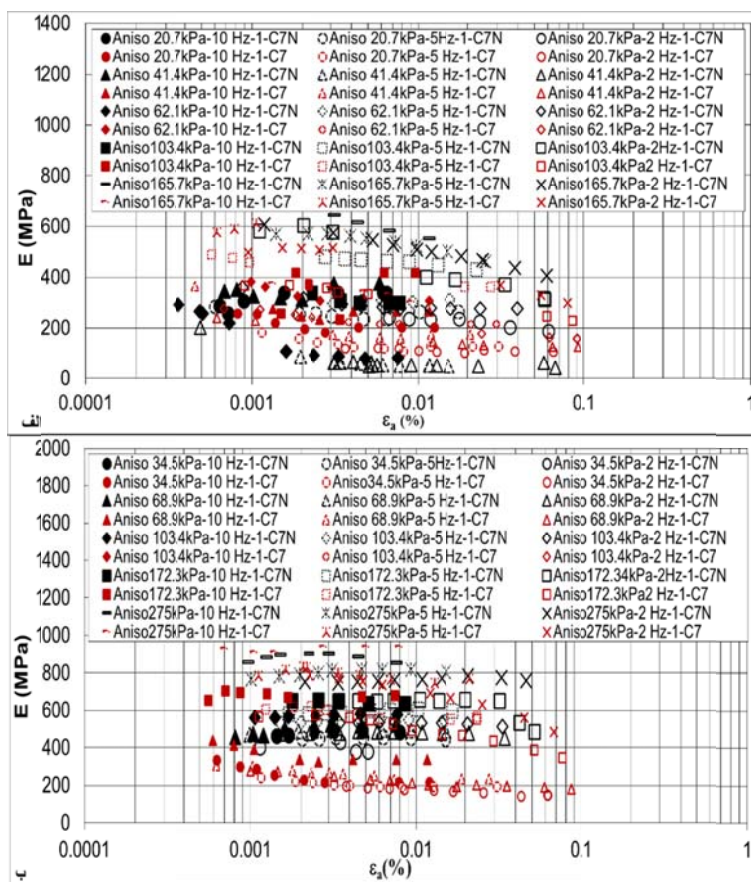 1400
1200
1000
800
600
400
200
0
E (MPa)
Aniso 20.7kPa-10 Hz-1-C7N Aniso 20.7kPa-5Hz-1-C7N Aniso 20.7kPa-2 Hz-1-C7N
Aniso 20.7kPa-10 Hz-1-C7 Aniso 20.7kPa-5 Hz-1-C7 Aniso 20.7kPa-2 Hz-1-C7
Aniso 41.4kPa-10 Hz-1-C7N Aniso 41.4kPa-5 Hz-1-C7N Aniso 41.4kPa-2 Hz-1-C7N
Aniso 41.4kPa-10 Hz-1-C7 Aniso 41.4kPa-5 Hz-1-C7 Aniso 41.4kPa-2 Hz-1-C7
Aniso 62.1kPa-10 Hz-1-C7N Aniso 62.1kPa-5 Hz-1-C7N Aniso 62.1kPa-2 Hz-1-C7N
Aniso 62.1kPa-10 Hz-1-C7 Aniso 62.1kPa-5 Hz-1-C7 Aniso 62.1kPa-2 Hz-1-C7
Aniso103.4kPa-10 Hz-1-C7N Aniso103.4kPa-5 Hz-1-C7N Aniso103.4kPa-2Hz-1-C7N
Aniso103.4kPa-10 Hz-1-C7 Aniso103.4kPa-5 Hz-1-C7 Aniso103.4kPa2 Hz-1-C7
Aniso165.7kPa-10 Hz-1-C7N Aniso165.7kPa-5 Hz-1-C7N Aniso165.7kPa-2 Hz-1-C7N
Aniso165.7kPa-10 Hz-1-C7 Aniso165.7kPa-5 Hz-1-C7 Aniso165.7kPa-2 Hz-1-C7
0.0001 0.001 0.01 0.1 1
εa (%)
2000
1800
1600
1400
1200
1000
800
600
400
200
0
E (MPa)
Aniso 34.5kPa-10 Hz-1-C7N Aniso 34.5kPa-5Hz-1-C7N Aniso 34.5kPa-2 Hz-1-C7N
Aniso 34.5kPa-10 Hz-1-C7 Aniso34.5kPa-5 Hz-1-C7 Aniso 34.5kPa-2 Hz-1-C7
Aniso 68.9kPa-10 Hz-1-C7N Aniso 68.9kPa-5 Hz-1-C7N Aniso 68.9kPa-2 Hz-1-C7N
Aniso 68.9kPa-10 Hz-1-C7 Aniso 68.9kPa-5 Hz-1-C7 Aniso 68.9kPa-2 Hz-1-C7
Aniso 103.4kPa-10 Hz-1-C7N Aniso 103.4kPa-5 Hz-1-C7N Aniso 103.4kPa-2 Hz-1-C7N
Aniso 103.4kPa-10 Hz-1-C7 Aniso 103.4kPa-5 Hz-1-C7 Aniso 103.4kPa-2 Hz-1-C7
Aniso172.3kPa-10 Hz-1-C7N Aniso172.3kPa-5 Hz-1-C7N Aniso172.34kPa-2Hz-1-C7N
Aniso172.3kPa-10 Hz-1-C7 Aniso172.3kPa-5 Hz-1-C7 Aniso172.3kPa2 Hz-1-C7
Aniso275kPa-10 Hz-1-C7N Aniso275kPa-5 Hz-1-C7N Aniso275kPa-2 Hz-1-C7N
Aniso275kPa-10 Hz-1-C7 Aniso275kPa-5 Hz-1-C7 Aniso275kPa-2 Hz-1-C7
0.0001 0.001 0.01 0.1 1
εa(%)